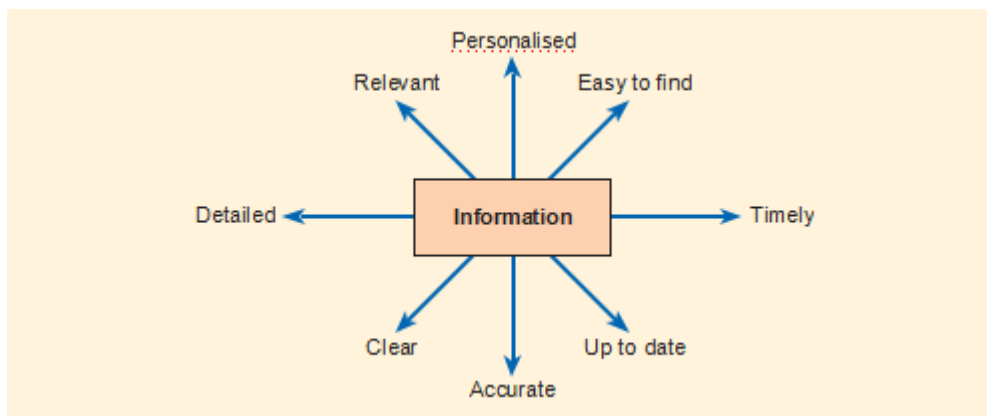 Personalised
Relevant
Easy to find
Detailed
Information
Timely
Clear
Up to date
Accurate